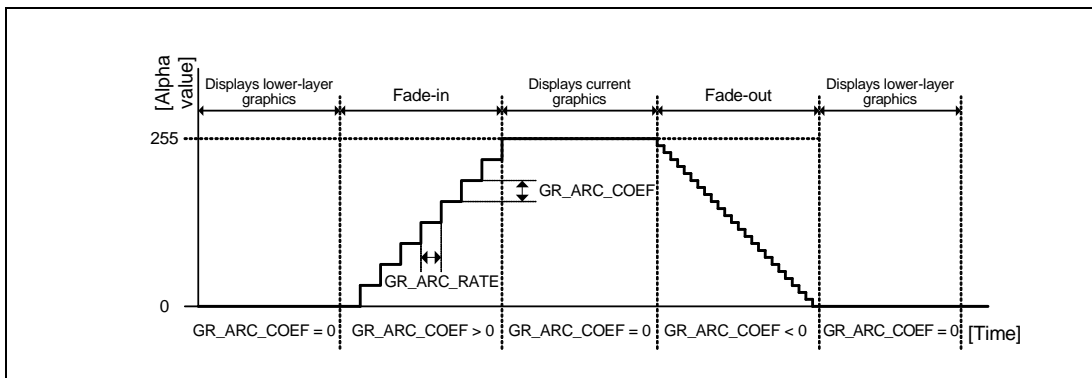 [Alpha
value]
Displays lower-layer
graphics
Fade-in
Displays current
graphics
Fade-out
Displays lower-layer
graphics
255
GR_ARC_COEF
GR_ARC_RATE
0
GR_ARC_COEF = 0
GR_ARC_COEF > 0
GR_ARC_COEF = 0
GR_ARC_COEF < 0
GR_ARC_COEF = 0
[Time]